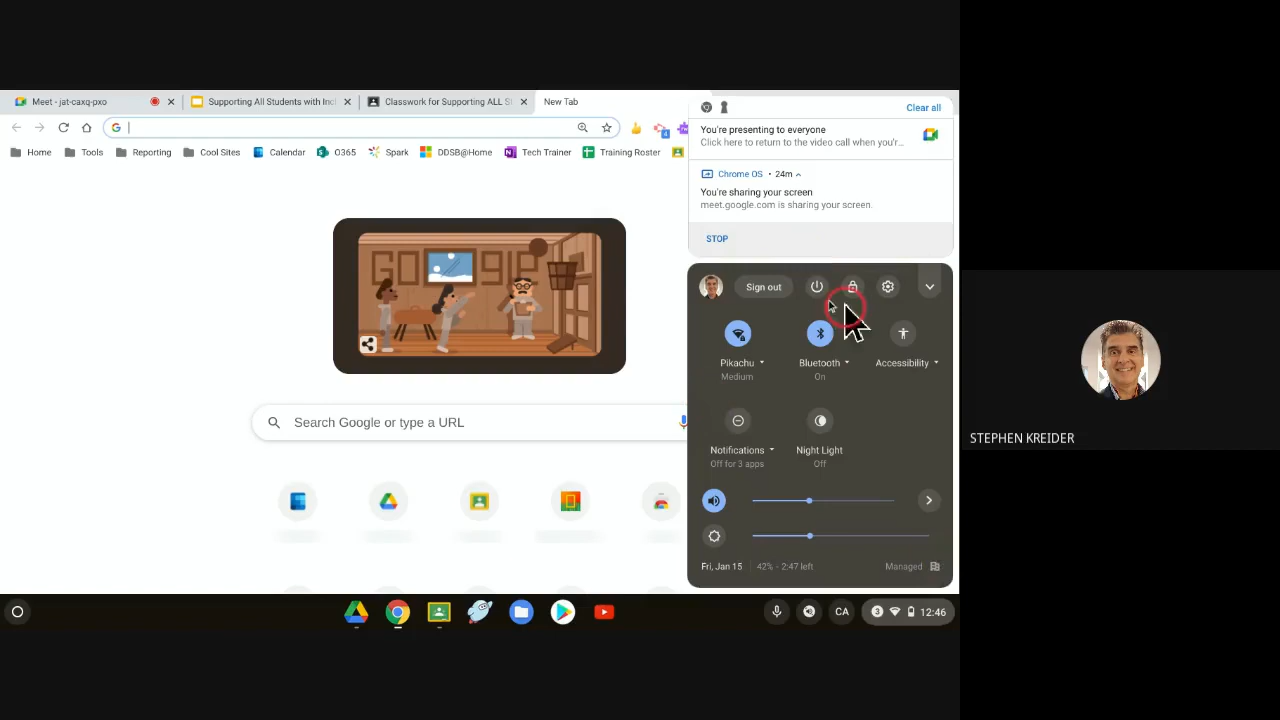 Meet - jat-caxq-pxo
Supporting All Students with Incl
Classwork for Supporting ALL St
New Tab
Home
Tools
Reporting
Cool Sites
Calendar
O365
Spark
DDSB@Home
Tech Trainer
Training Roster
GO GIP
Search Google or type a URL
Clear all
You're presenting to everyone
Click here to return to the video call when you'r...
Chrome OS • 24m
You're sharing your screen
meet.google.com is sharing your screen.
STOP
Sign out
Pikachu
Medium
Bluetooth
On
Accessibility
Notifications
Off for 3 apps
Night Light
Off
Fri, Jan 15
42% - 2:47 left
Managed
CA
3
12:46
STEPHEN KREIDER